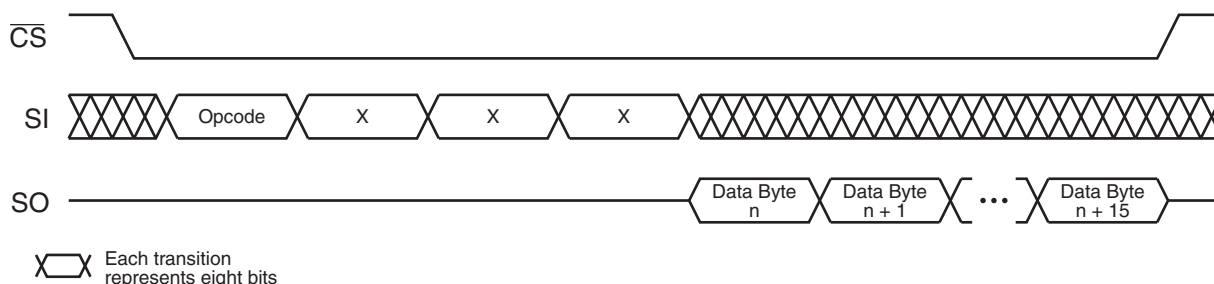 CS
SI Opcode X X X
SO Data Byte n Data Byte n + 1 ••• Data Byte n + 15
Each transition
represents eight bits